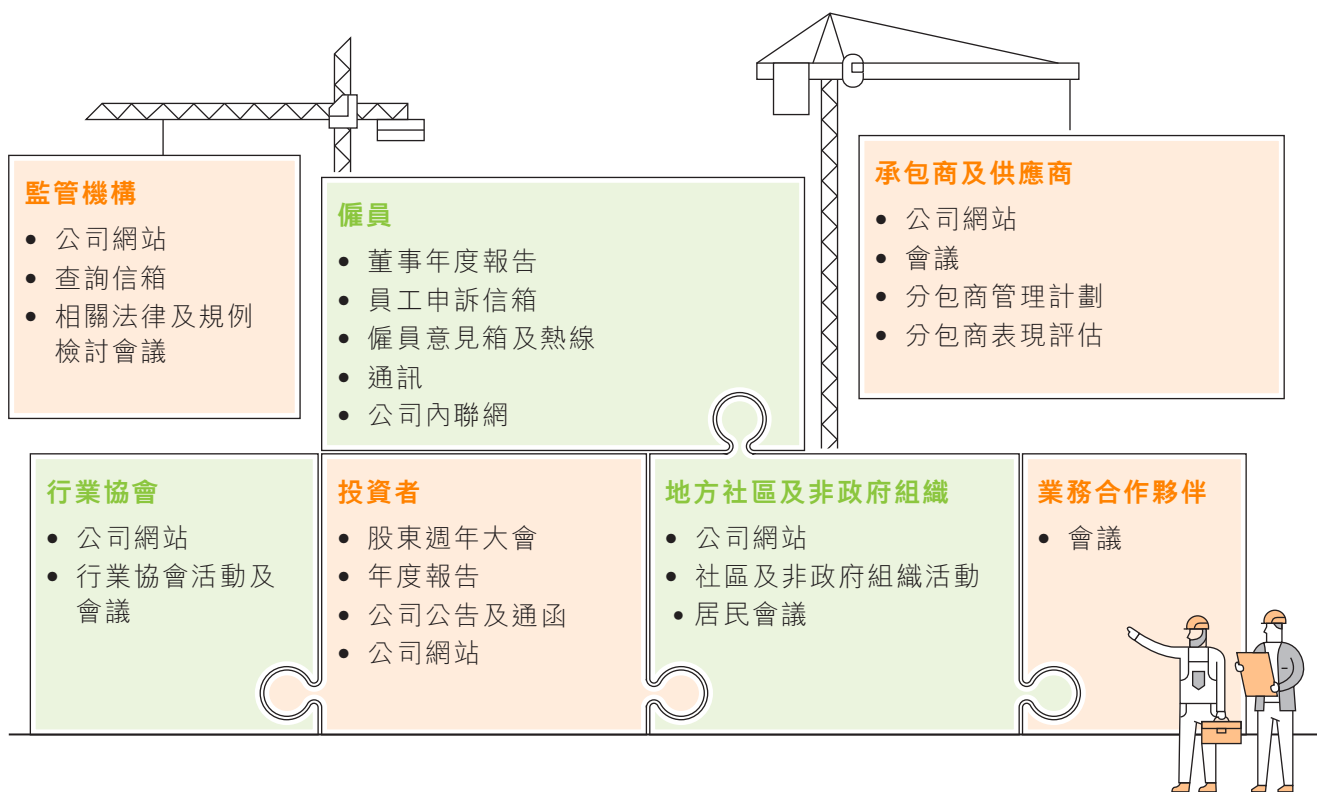 監管機構
• 公司網站
• 查詢信箱
• 相關法律及規例
檢討會議
僱員
• 董事年度報告
• 員工申訴信箱
• 僱員意見箱及熱線
• 通訊
• 公司內聯網
承包商及供應商
• 公司網站
• 會議
• 分包商管理計劃
• 分包商表現評估
行業協會
• 公司網站
• 行業協會活動及
會議
投資者
• 股東週年大會
• 年度報告
• 公司公告及通函
• 公司網站
地方社區及非政府組織
• 公司網站
• 社區及非政府組織活動
• 居民會議
業務合作夥伴
• 會議